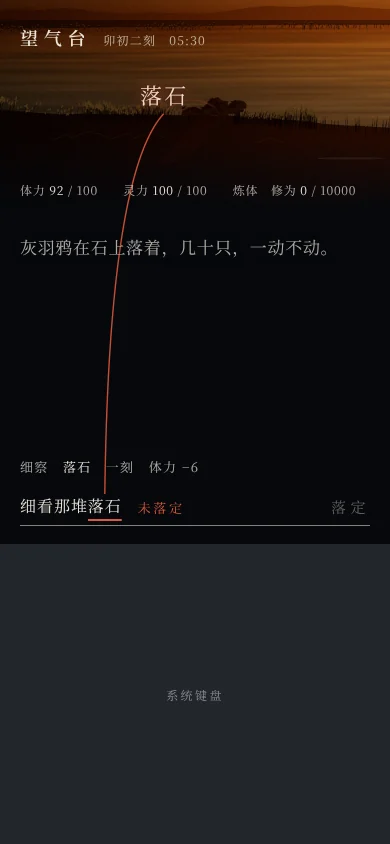 望气台 卯初二刻 05:30
落石
体力 92 / 100 灵力 100 / 100 炼体 修为 0 / 10000
灰羽鸦在石上落着，几十只，一动不动。
细察 落石 一刻 体力 −6
细看那堆落石 未落定 落定
系统键盘